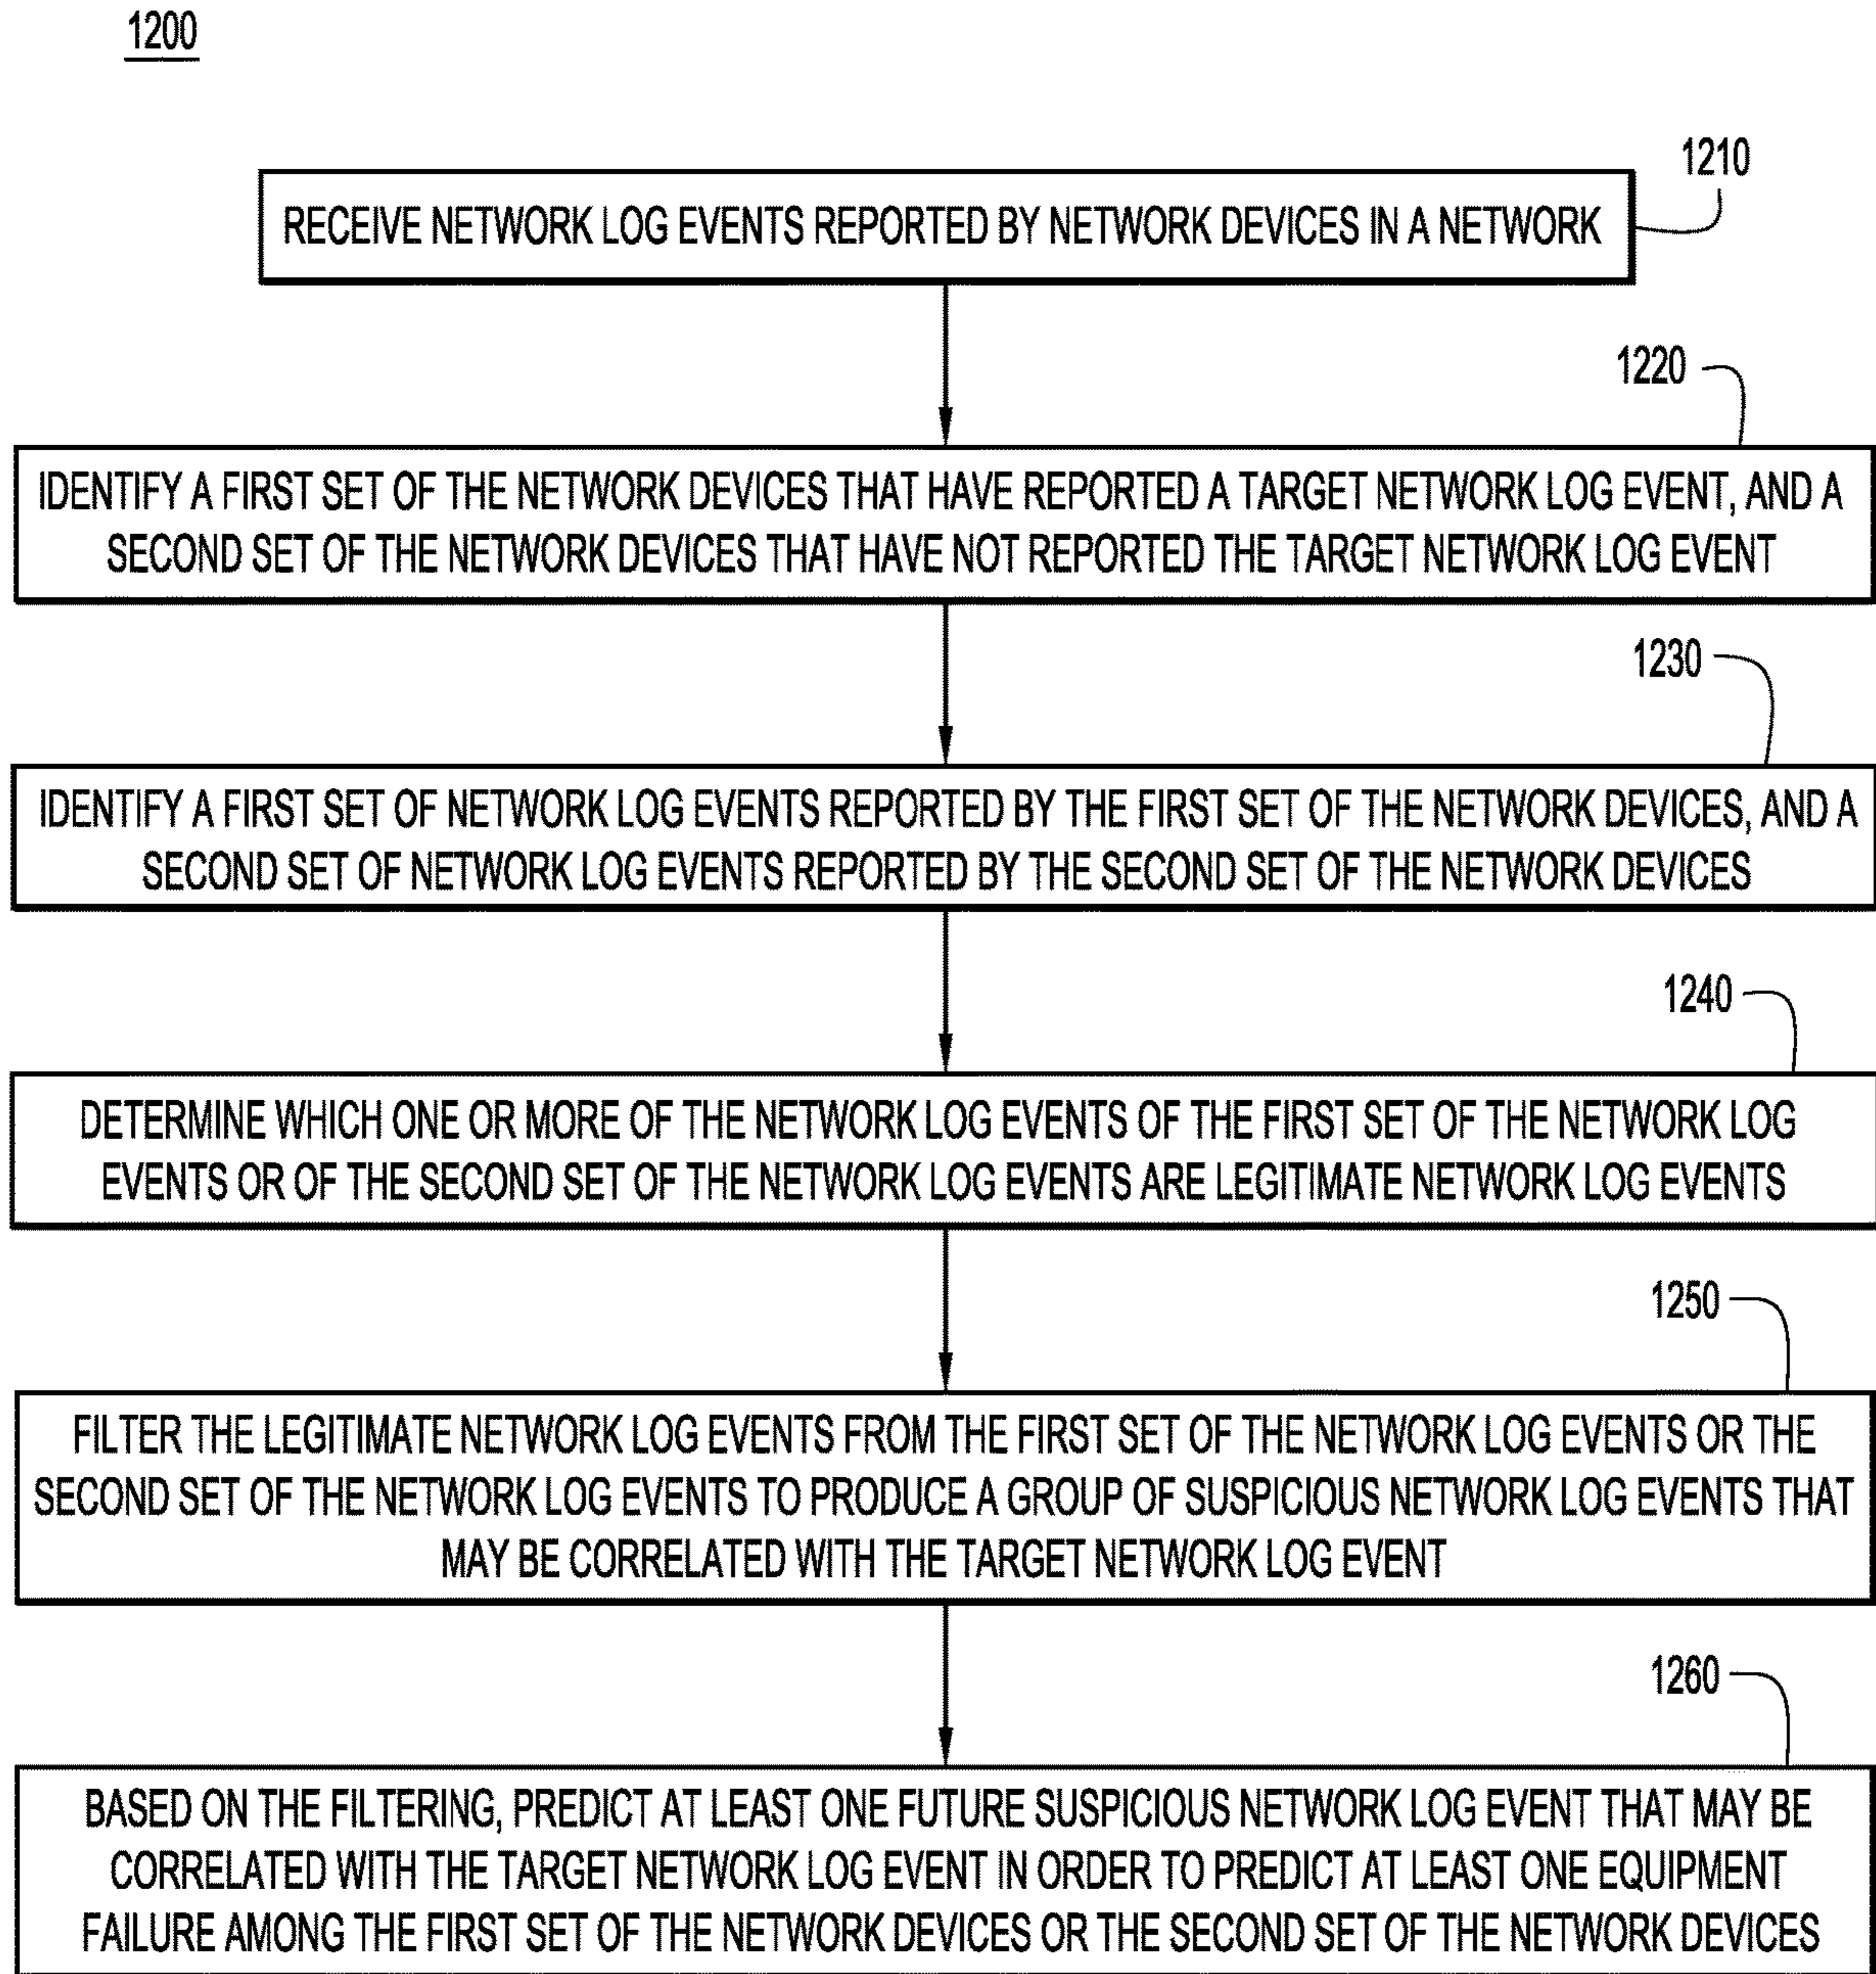 1200
1210
RECEIVE NETWORK LOG EVENTS REPORTED BY NETWORK DEVICES IN A NETWORK
1220
IDENTIFY A FIRST SET OF THE NETWORK DEVICES THAT HAVE REPORTED A TARGET NETWORK LOG EVENT, AND A
SECOND SET OF THE NETWORK DEVICES THAT HAVE NOT REPORTED THE TARGET NETWORK LOG EVENT
1230
IDENTIFY A FIRST SET OF NETWORK LOG EVENTS REPORTED BY THE FIRST SET OF THE NETWORK DEVICES, AND A
SECOND SET OF NETWORK LOG EVENTS REPORTED BY THE SECOND SET OF THE NETWORK DEVICES
1240
DETERMINE WHICH ONE OR MORE OF THE NETWORK LOG EVENTS OF THE FIRST SET OF THE NETWORK LOG
EVENTS OR OF THE SECOND SET OF THE NETWORK LOG EVENTS ARE LEGITIMATE NETWORK LOG EVENTS
1250
FILTER THE LEGITIMATE NETWORK LOG EVENTS FROM THE FIRST SET OF THE NETWORK LOG EVENTS OR THE
SECOND SET OF THE NETWORK LOG EVENTS TO PRODUCE A GROUP OF SUSPICIOUS NETWORK LOG EVENTS THAT
MAY BE CORRELATED WITH THE TARGET NETWORK LOG EVENT
1260
BASED ON THE FILTERING, PREDICT AT LEAST ONE FUTURE SUSPICIOUS NETWORK LOG EVENT THAT MAY BE
CORRELATED WITH THE TARGET NETWORK LOG EVENT IN ORDER TO PREDICT AT LEAST ONE EQUIPMENT
FAILURE AMONG THE FIRST SET OF THE NETWORK DEVICES OR THE SECOND SET OF THE NETWORK DEVICES